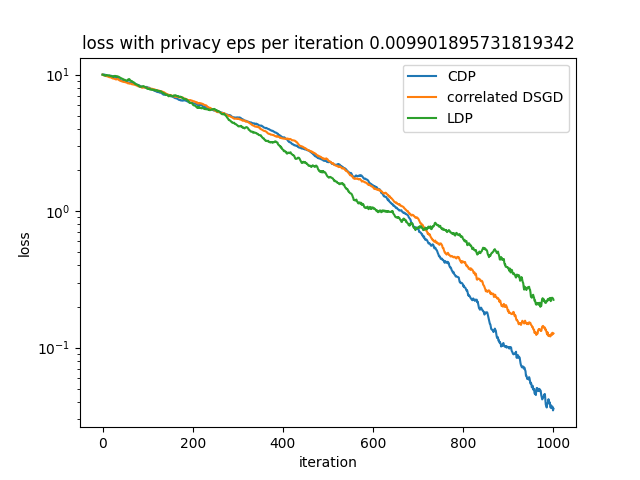 loss with privacy eps per iteration 0.009901895731819342
CDP
correlated DSGD
LDP
10^1
10^0
10^-1
loss
0 200 400 600 800 1000
iteration